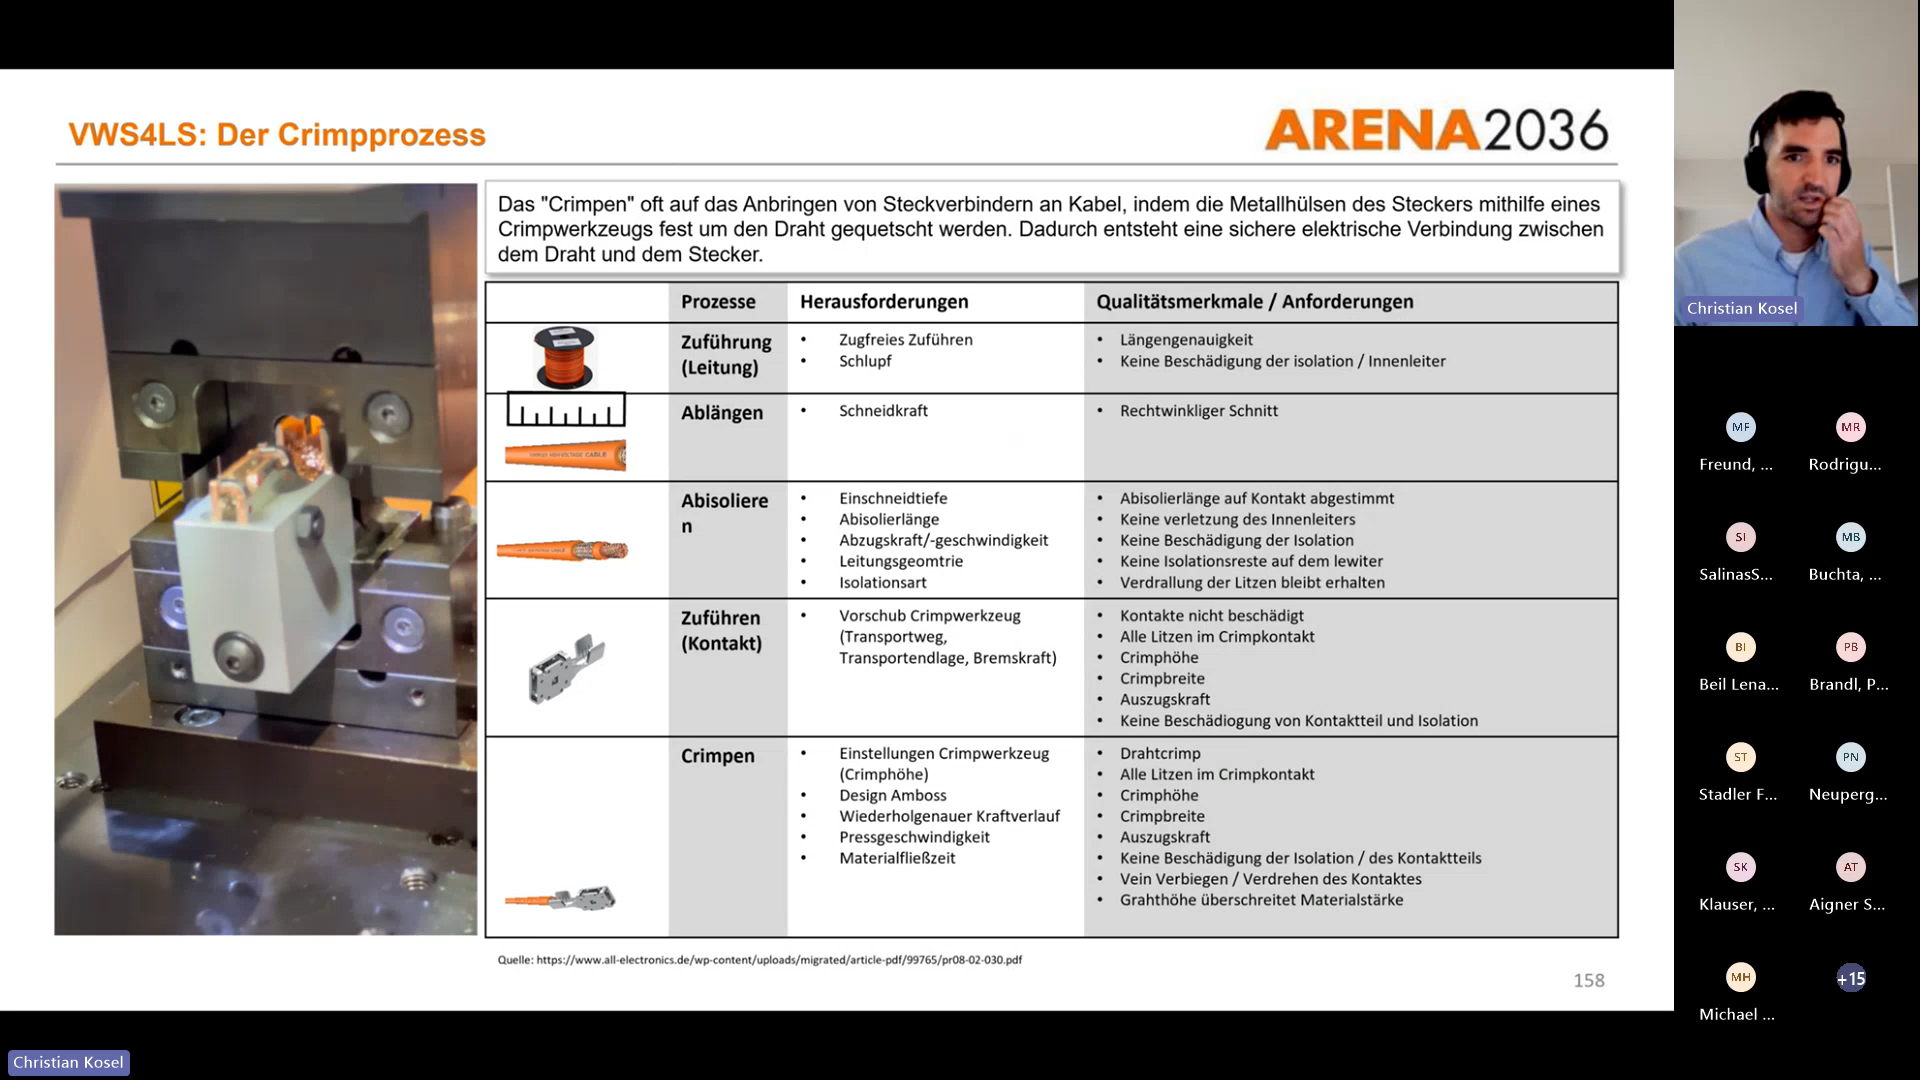 VWS4LS: Der Crimpprozess
ARENA2036
Das "Crimpen" oft auf das Anbringen von Steckverbindern an Kabel, indem die Metallhülsen des Steckers mithilfe eines
Crimpwerkzeugs fest um den Draht gequetscht werden. Dadurch entsteht eine sichere elektrische Verbindung zwischen
dem Draht und dem Stecker.
Prozesse
Herausforderungen
Qualitätsmerkmale / Anforderungen
Zuführung
(Leitung)
• Zugfreies Zuführen
• Schlupf
• Längengenauigkeit
• Keine Beschädigung der isolation / Innenleiter
Ablängen
• Schneidkraft
• Rechtwinkliger Schnitt
CABLE
Abisoliere
n
• Einschneidtiefe
• Abisolierlänge
• Abzugskraft/-geschwindigkeit
• Leitungsgeomtrie
• Isolationsart
• Abisolierlänge auf Kontakt abgestimmt
• Keine verletzung des Innenleiters
• Keine Beschädigung der Isolation
• Keine Isolationsreste auf dem lewiter
• Verdrallung der Litzen bleibt erhalten
Zuführen
(Kontakt)
• Vorschub Crimpwerkzeug
(Transportweg,
Transportendlage, Bremskraft)
• Kontakte nicht beschädigt
• Alle Litzen im Crimpkontakt
• Crimphöhe
• Crimpbreite
• Auszugskraft
• Keine Beschädiogung von Kontaktteil und Isolation
Crimpen
• Einstellungen Crimpwerkzeug
(Crimphöhe)
• Design Amboss
• Wiederholgenauer Kraftverlauf
• Pressgeschwindigkeit
• Materialfließzeit
• Drahtcrimp
• Alle Litzen im Crimpkontakt
• Crimphöhe
• Crimpbreite
• Auszugskraft
• Keine Beschädigung der Isolation / des Kontaktteils
• Vein Verbiegen / Verdrehen des Kontaktes
• Grahthöhe überschreitet Materialstärke
Quelle: https://www.all-electronics.de/wp-content/uploads/migrated/article-pdf/99765/pr08-02-030.pdf
158
Christian Kosel
Christian Kosel
MF
MR
Freund, ...
Rodrigu...
SI
MB
SalinasS...
Buchta, ...
BI
PB
Beil Lena...
Brandl, P...
ST
PN
Stadler F...
Neuperg...
SK
AT
Klauser, ...
Aigner S...
MH
+15
Michael ...